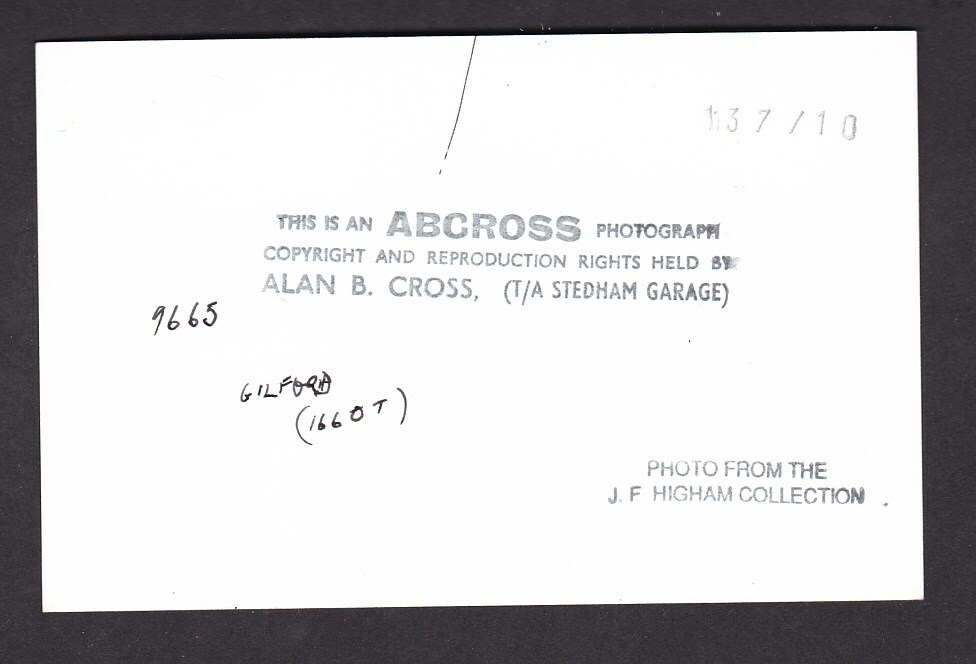 137/10
THIS IS AN ABCROSS PHOTOGRAPH
COPYRIGHT AND REPRODUCTION RIGHTS HELD BY
ALAN B. CROSS, (T/A STEDHAM GARAGE)
9665
GILFORD
(1660T)
PHOTO FROM THE
J. F HIGHAM COLLECTION